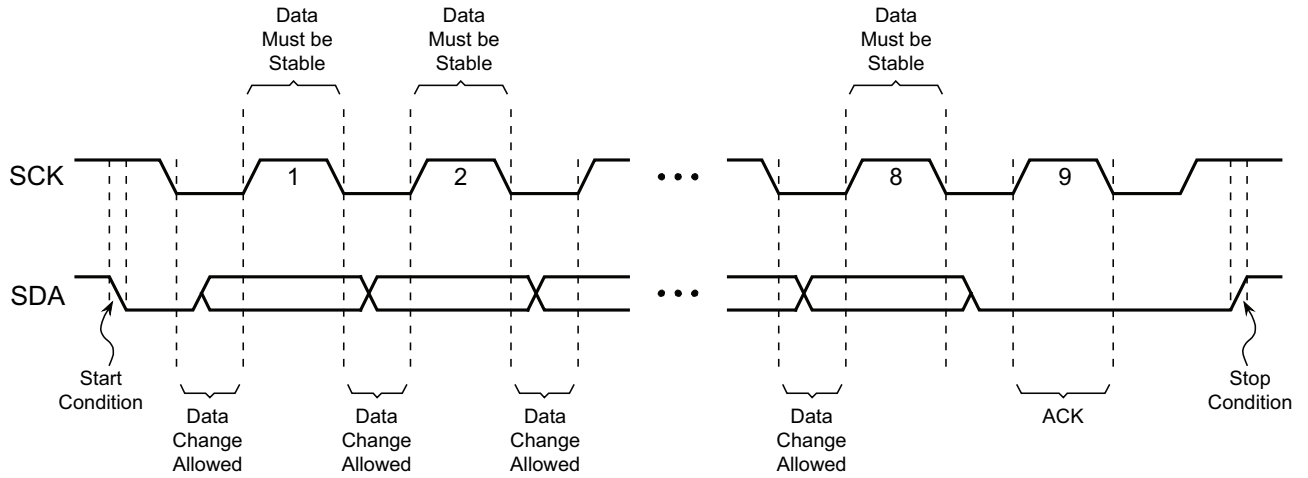 Data
Must be
Stable
Data
Must be
Stable
Data
Must be
Stable
SCK
1
2
8
9
SDA
Start
Condition
Data
Change
Allowed
Data
Change
Allowed
Data
Change
Allowed
Data
Change
Allowed
ACK
Stop
Condition